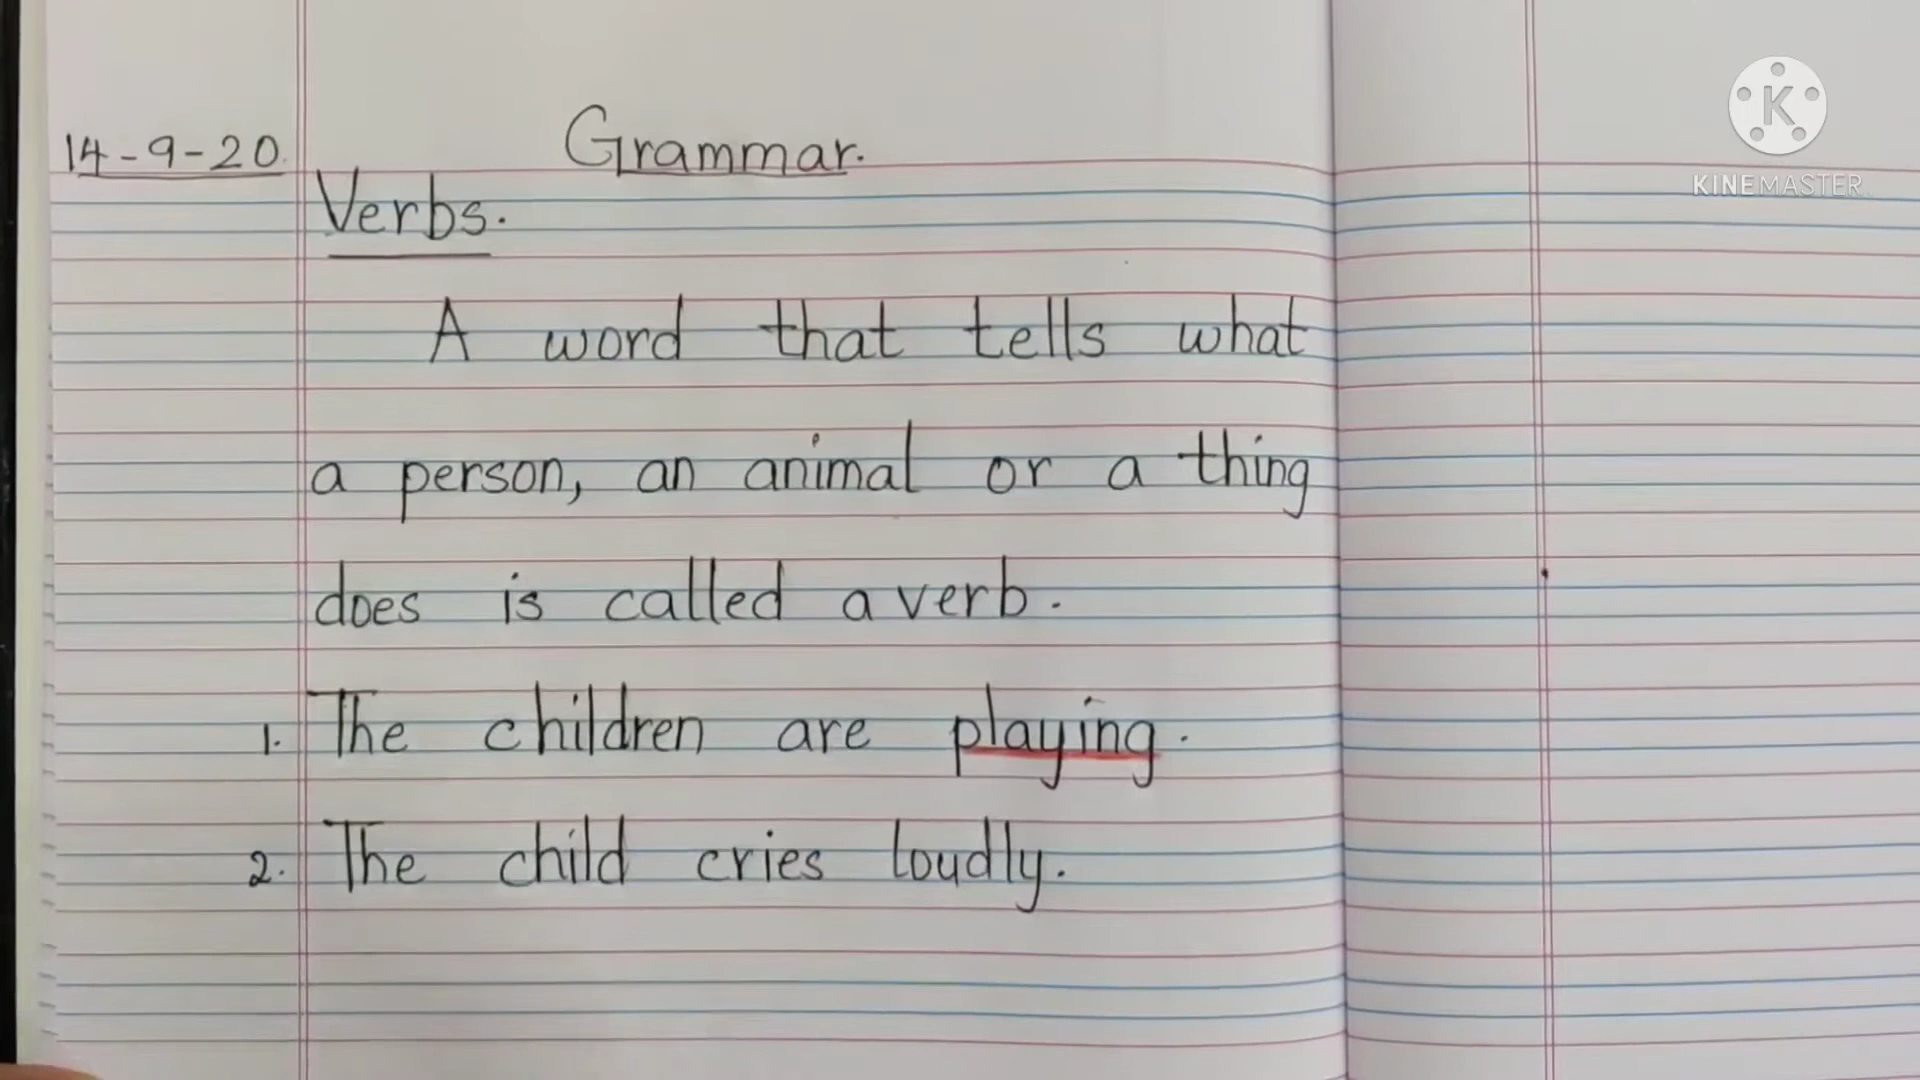 14-9-20.
Grammar.
Verbs.
A word that tells what
a person, an animal or a thing
does is called a verb.
1. The children are playing.
2. The child cries loudly.
K
KINEMASTER